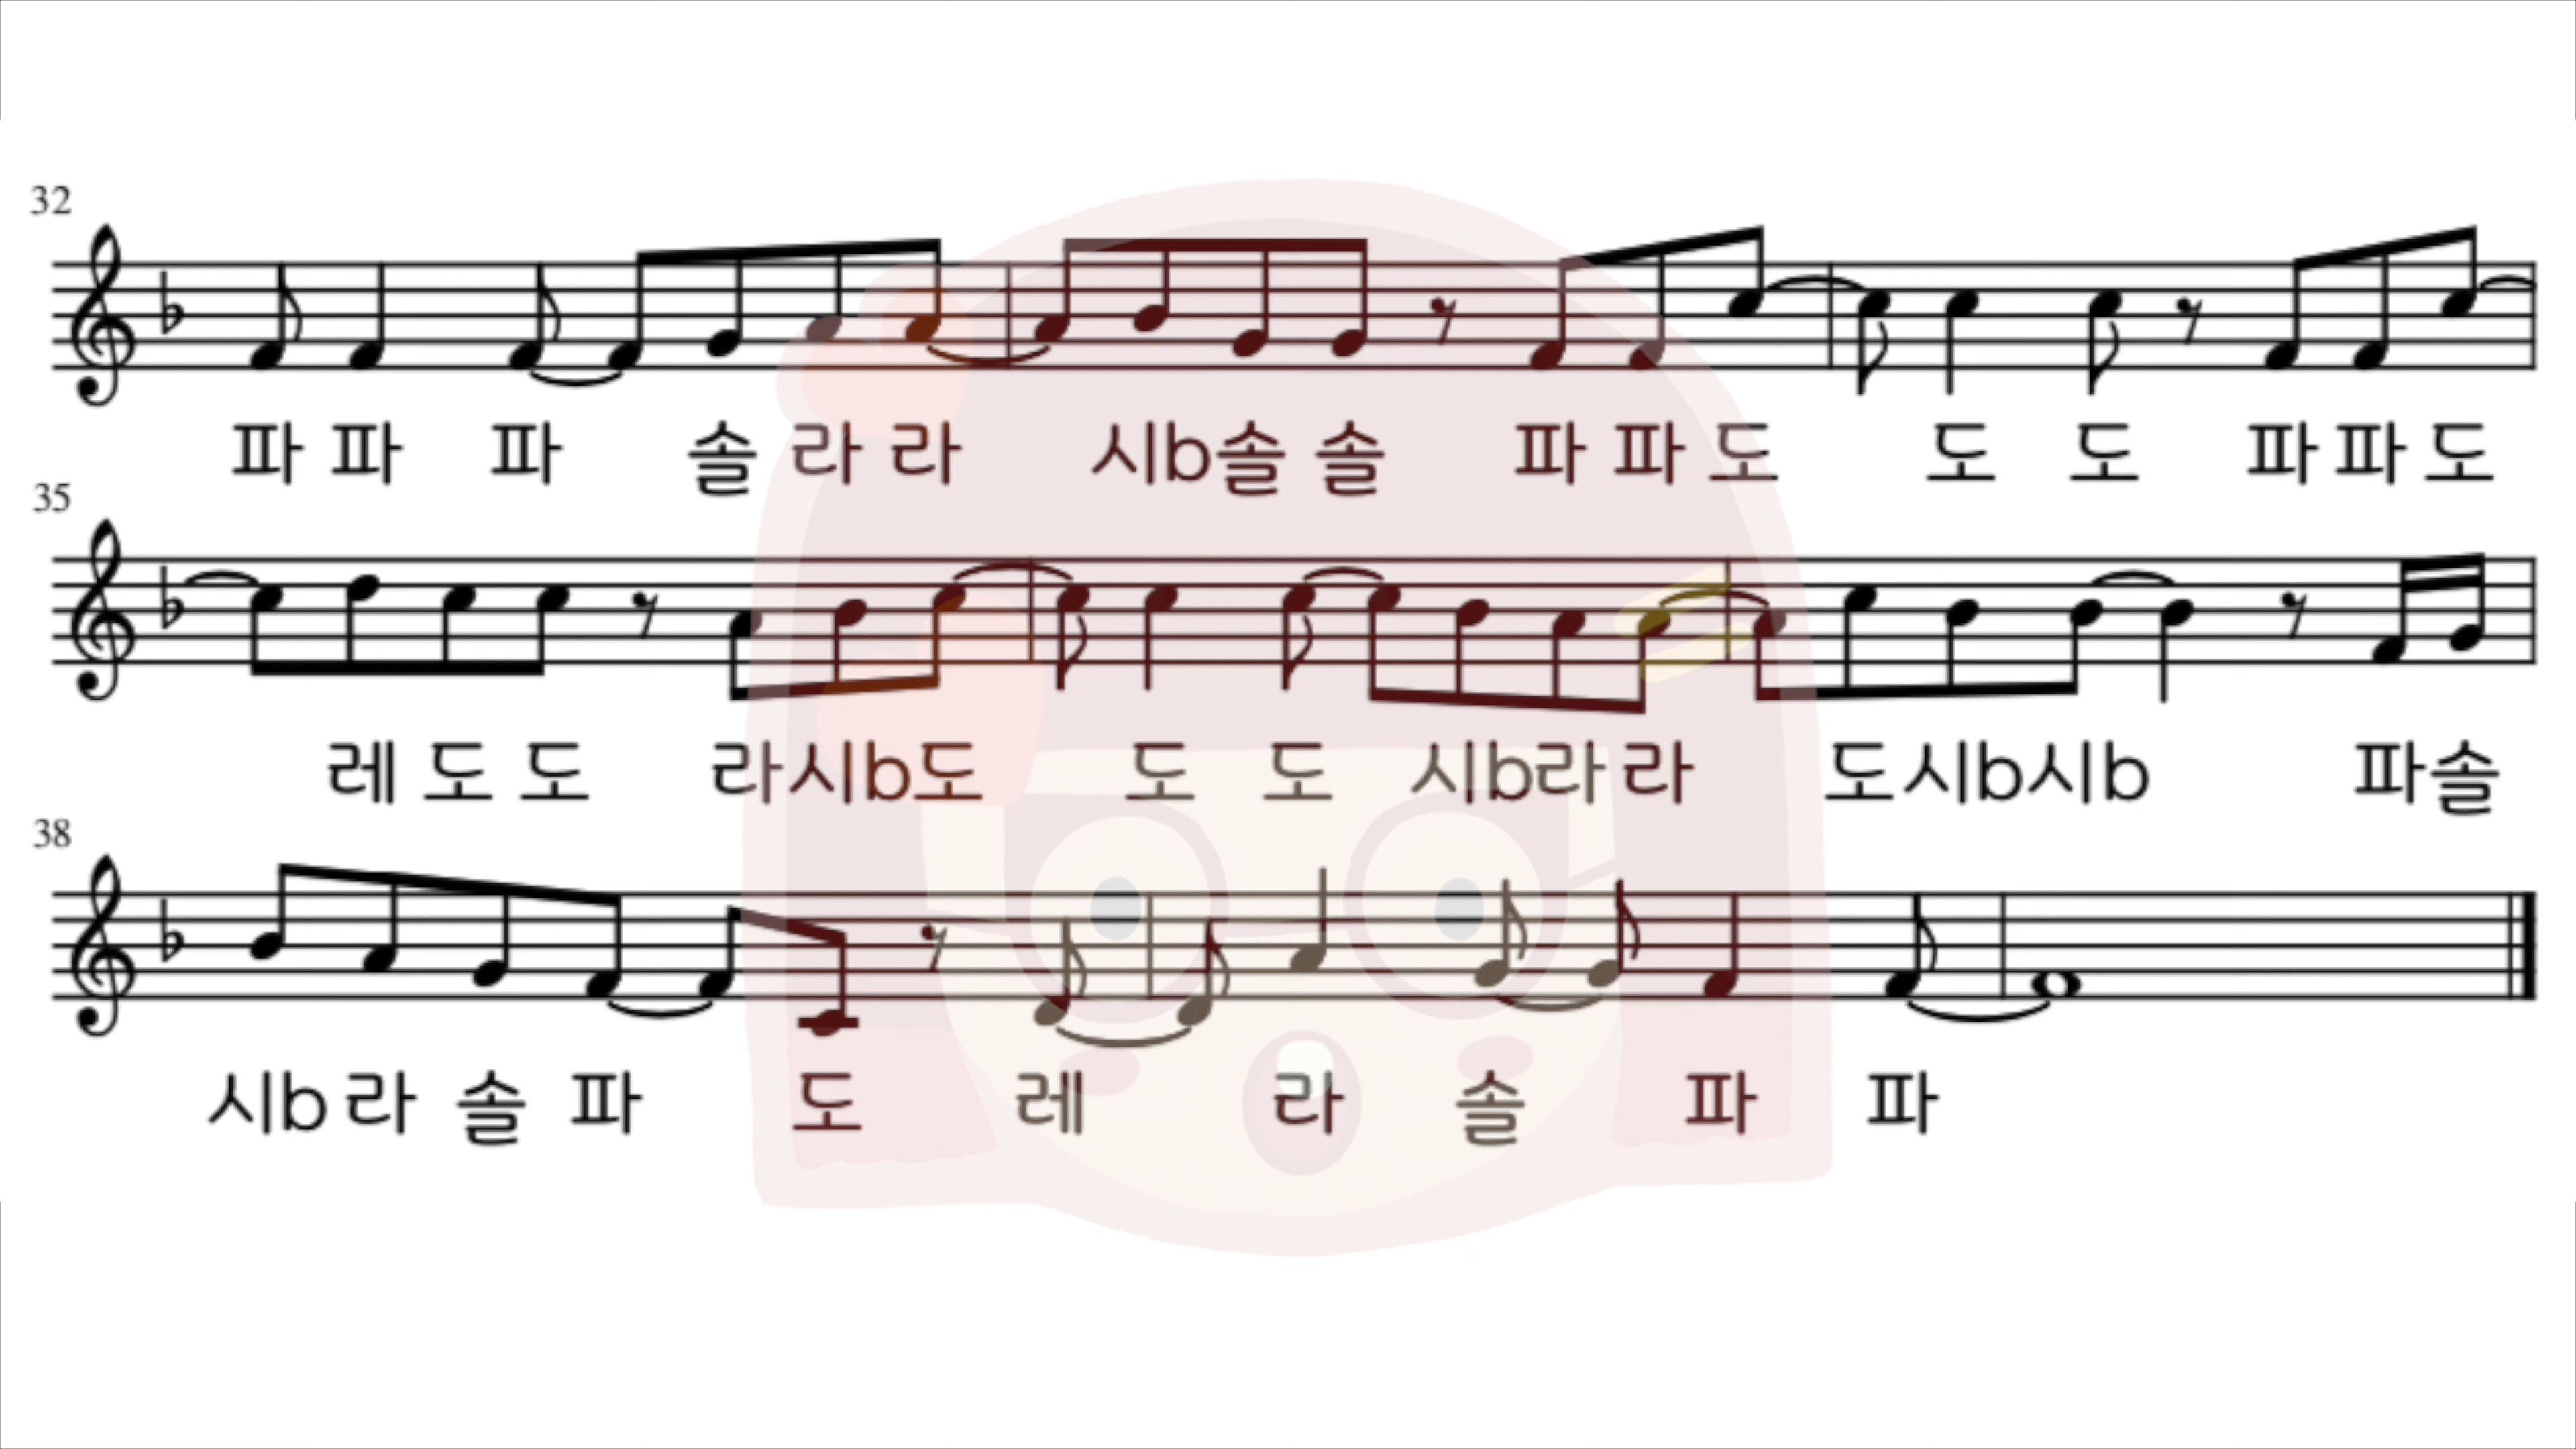 32
파 파 파 솔 라 라 시b솔 솔 파 파 도 도 도 파 파 도
35
레 도 도 라시b도 도 도 시b라 라 도시b시b 파솔
38
시b 라 솔 파 도 레 라 솔 파 파